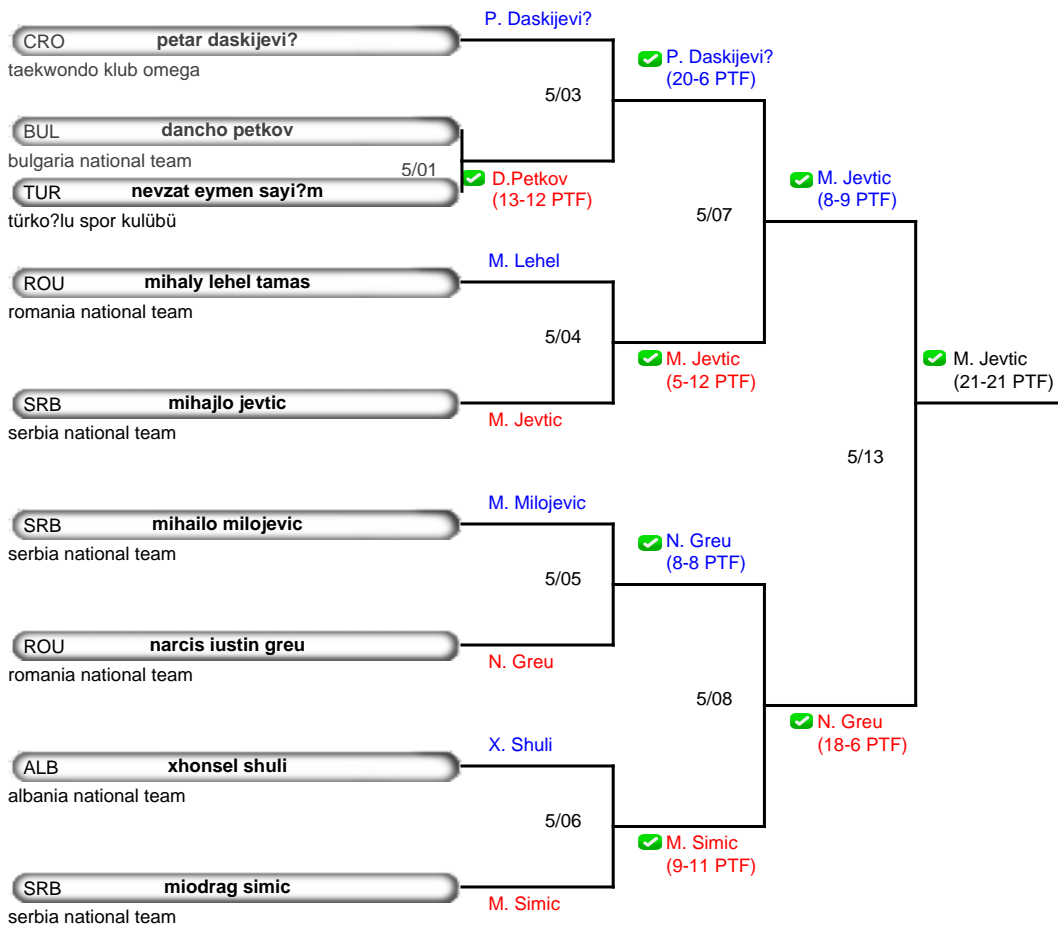 P. Daskijevi?
CRO petar daskijevi?
taekwondo klub omega
P. Daskijevi?
(20-6 PTF)
5/03
BUL dancho petkov
bulgaria national team
5/01
D.Petkov
(13-12 PTF)
TUR nevzat eymen sayi?m
türko?lu spor kulübü
M. Jevtic
(8-9 PTF)
5/07
M. Lehel
ROU mihaly lehel tamas
romania national team
5/04
M. Jevtic
(5-12 PTF)
M. Jevtic
(21-21 PTF)
SRB mihajlo jevtic
serbia national team
M. Jevtic
5/13
M. Milojevic
SRB mihailo milojevic
serbia national team
N. Greu
(8-8 PTF)
5/05
ROU narcis iustin greu
romania national team
N. Greu
5/08
N. Greu
(18-6 PTF)
X. Shuli
ALB xhonsel shuli
albania national team
5/06
M. Simic
(9-11 PTF)
SRB miodrag simic
serbia national team
M. Simic